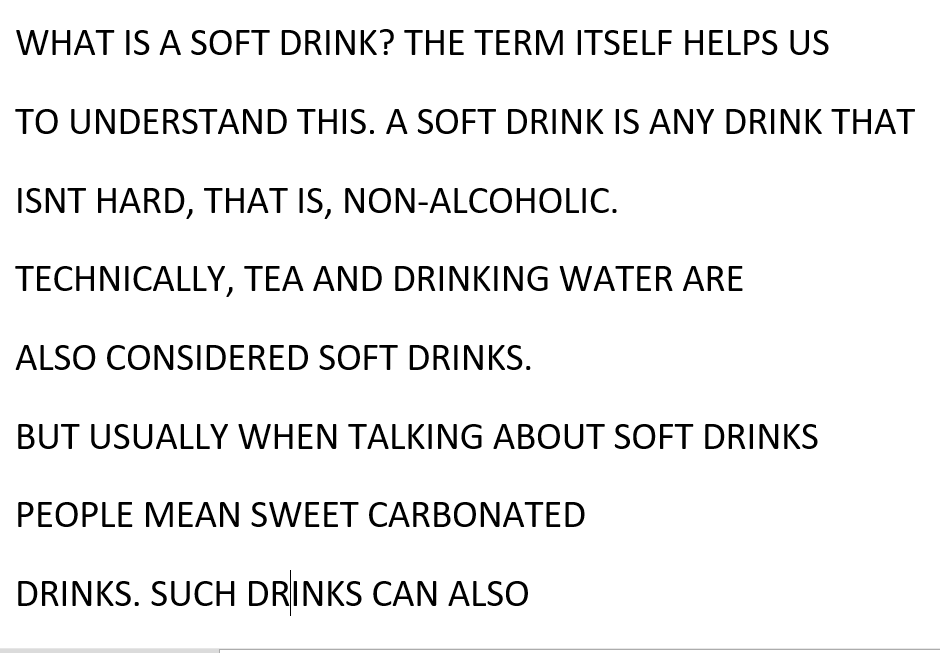 WHAT IS A SOFT DRINK? THE TERM ITSELF HELPS US
TO UNDERSTAND THIS. A SOFT DRINK IS ANY DRINK THAT
ISNT HARD, THAT IS, NON-ALCOHOLIC.
TECHNICALLY, TEA AND DRINKING WATER ARE
ALSO CONSIDERED SOFT DRINKS.
BUT USUALLY WHEN TALKING ABOUT SOFT DRINKS
PEOPLE MEAN SWEET CARBONATED
DRINKS. SUCH DRINKS CAN ALSO